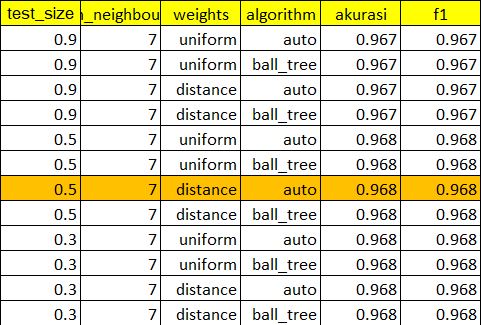 test_size n_neighbou weights algorithm akurasi f1
0.9 7 uniform auto 0.967 0.967
0.9 7 uniform ball_tree 0.967 0.967
0.9 7 distance auto 0.967 0.967
0.9 7 distance ball_tree 0.967 0.967
0.5 7 uniform auto 0.968 0.968
0.5 7 uniform ball_tree 0.968 0.968
0.5 7 distance auto 0.968 0.968
0.5 7 distance ball_tree 0.968 0.968
0.3 7 uniform auto 0.968 0.968
0.3 7 uniform ball_tree 0.968 0.968
0.3 7 distance auto 0.968 0.968
0.3 7 distance ball_tree 0.968 0.968